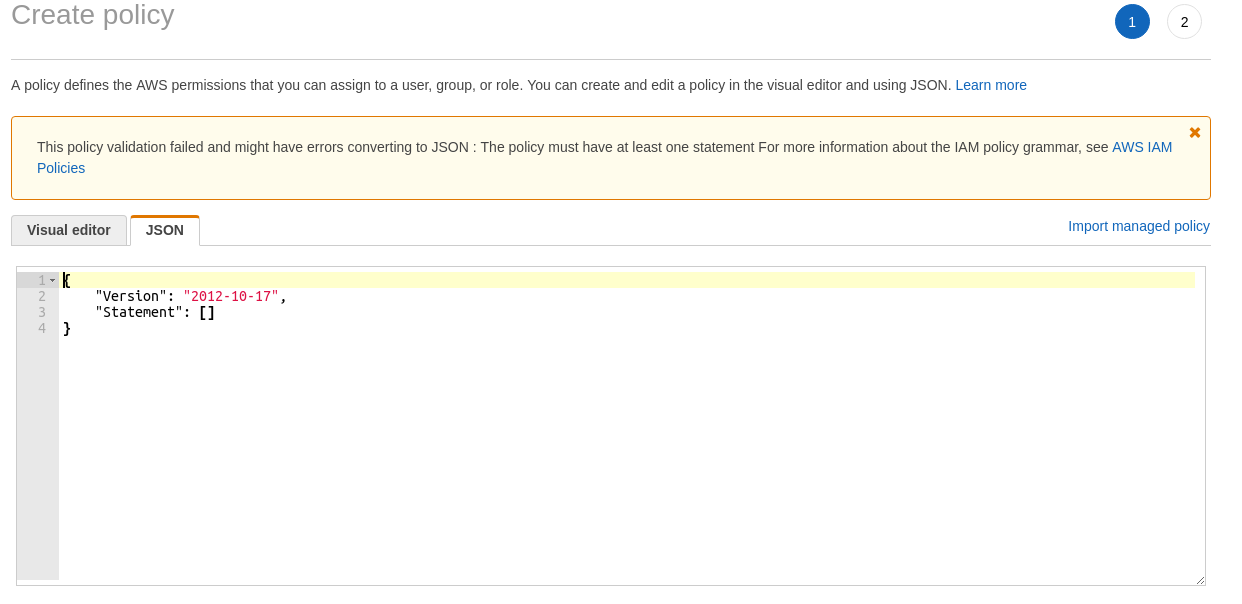 Create policy
1 2
A policy defines the AWS permissions that you can assign to a user, group, or role. You can create and edit a policy in the visual editor and using JSON. Learn more
This policy validation failed and might have errors converting to JSON : The policy must have at least one statement For more information about the IAM policy grammar, see AWS IAM
Policies
Visual editor JSON Import managed policy
1 {
2 "Version": "2012-10-17",
3 "Statement": []
4 }